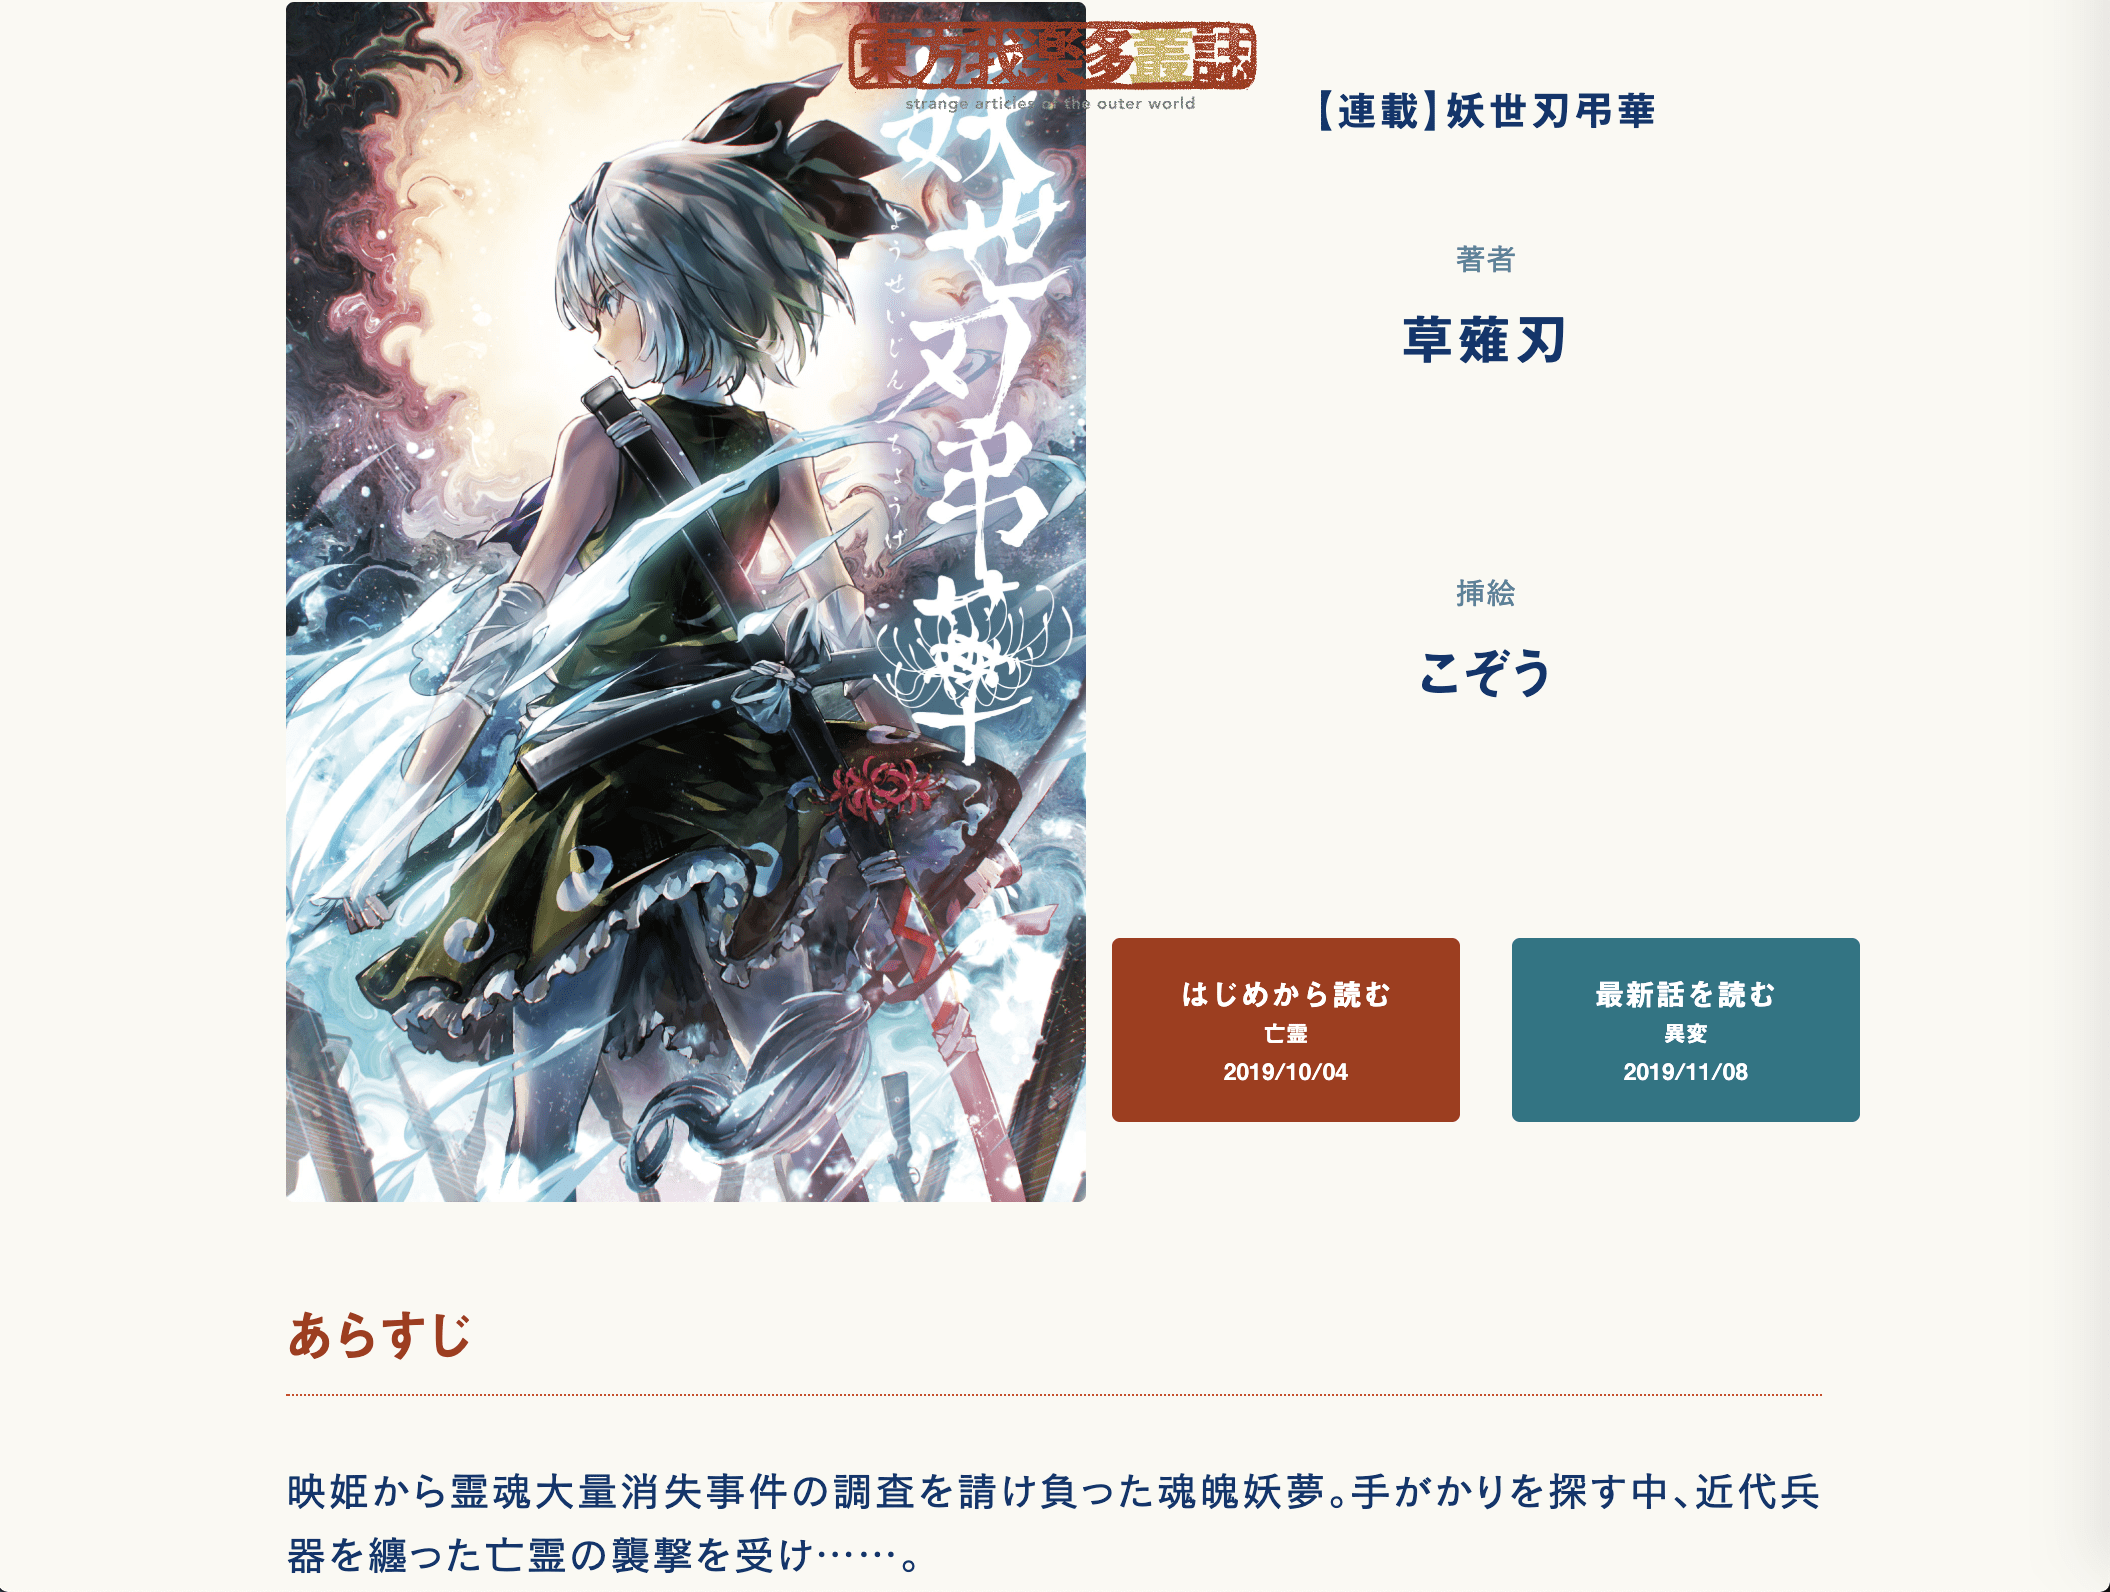 東方我楽多叢誌
strange articles of the outer world
妖世刃弔華
ようせいじんちょうげ
【連載】妖世刃弔華
著者
草薙刃
挿絵
こぞう
はじめから読む
亡霊
2019/10/04
最新話を読む
異変
2019/11/08
あらすじ
映姫から霊魂大量消失事件の調査を請け負った魂魄妖夢。手がかりを探す中、近代兵
器を纏った亡霊の襲撃を受け……。